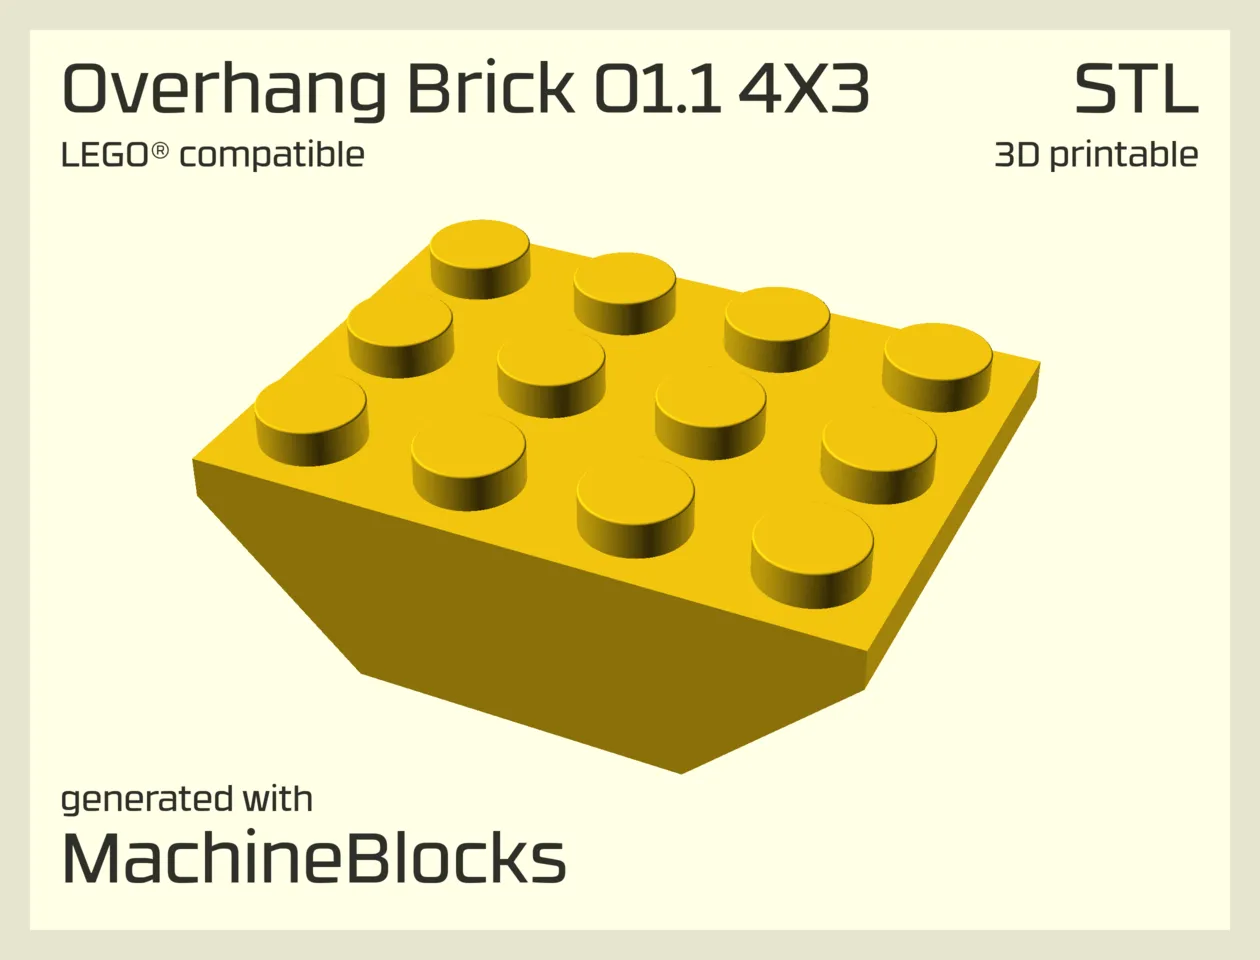 Overhang Brick 01.1 4X3
STL
LEGO® compatible
3D printable
generated with
MachineBlocks